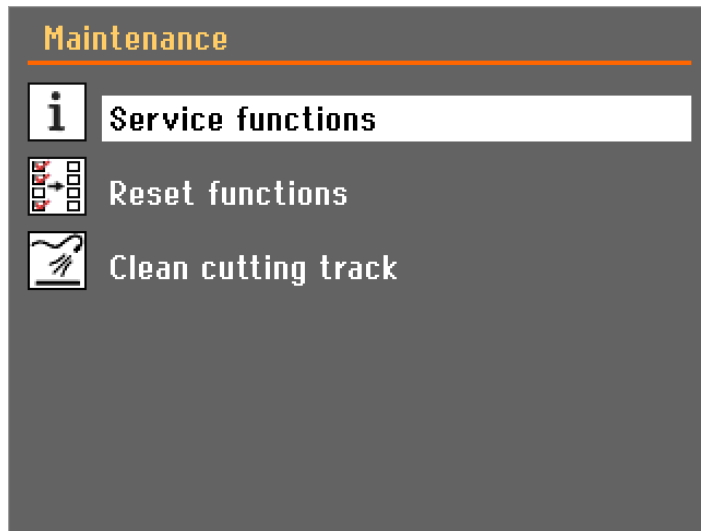 Maintenance
i
Service functions
Reset functions
Clean cutting track